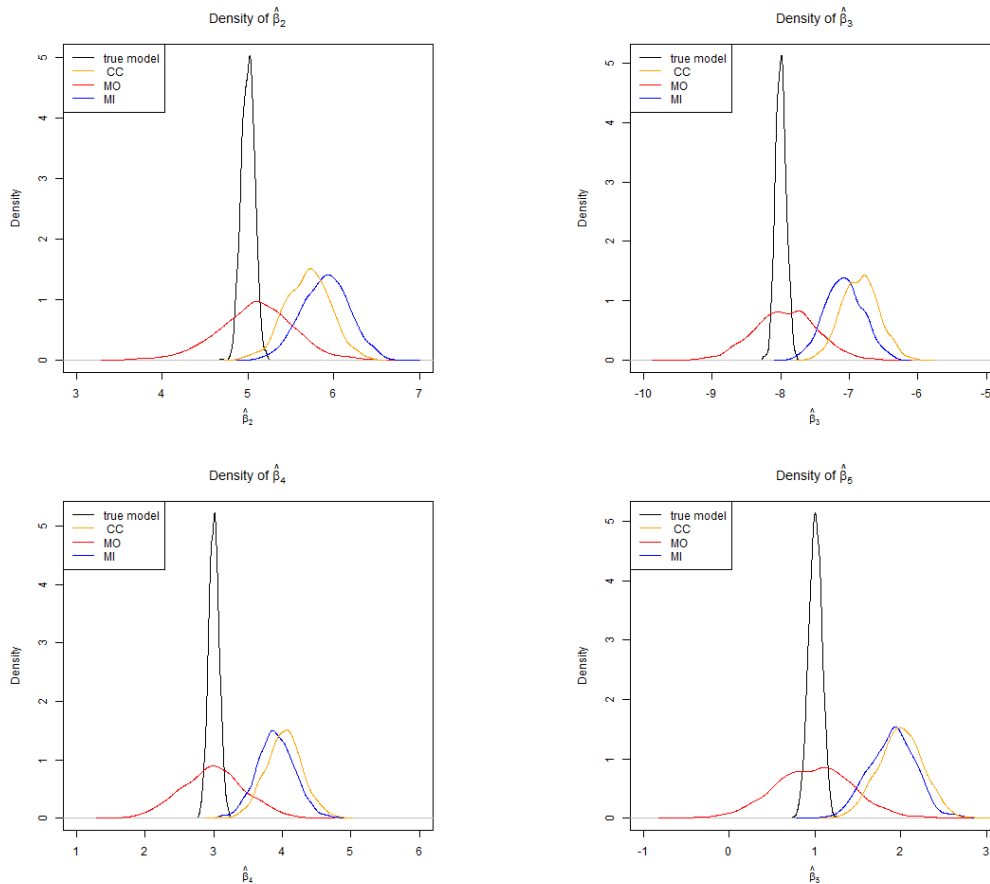 Density of β̂₂
true model
CC
MO
MI
Density
0 1 2 3 4 5
3 4 5 6 7
β̂₂
Density of β̂₃
true model
CC
MO
MI
Density
0 1 2 3 4 5
-10 -9 -8 -7 -6 -5
β̂₃
Density of β̂₄
true model
CC
MO
MI
Density
0 1 2 3 4 5
1 2 3 4 5 6
β̂₄
Density of β̂₅
true model
CC
MO
MI
Density
0 1 2 3 4 5
-1 0 1 2 3
β̂₅